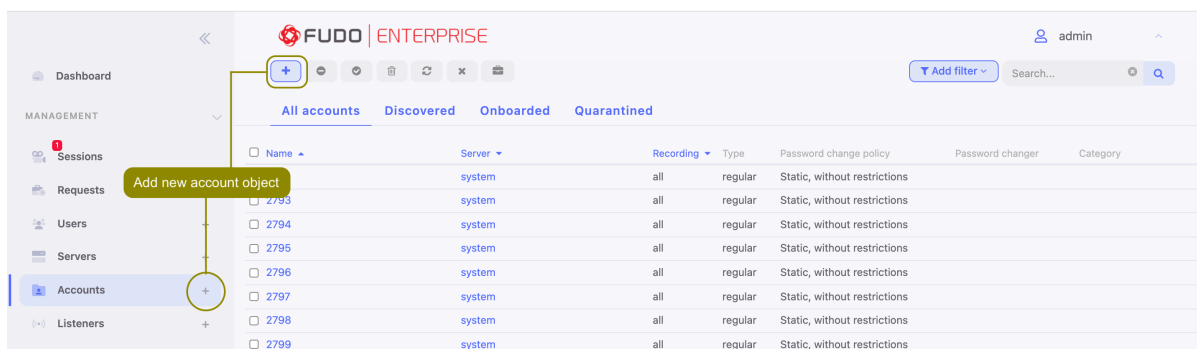 FUDO ENTERPRISE
admin
Dashboard
Add filter
Search...
MANAGEMENT
All accounts Discovered Onboarded Quarantined
1
Sessions
Name Server Recording Type Password change policy Password changer Category
system all regular Static, without restrictions
Requests
Add new account object
2793 system all regular Static, without restrictions
Users +
2794 system all regular Static, without restrictions
2795 system all regular Static, without restrictions
Servers
2796 system all regular Static, without restrictions
Accounts +
2797 system all regular Static, without restrictions
Listeners +
2798 system all regular Static, without restrictions
2799 system all regular Static, without restrictions